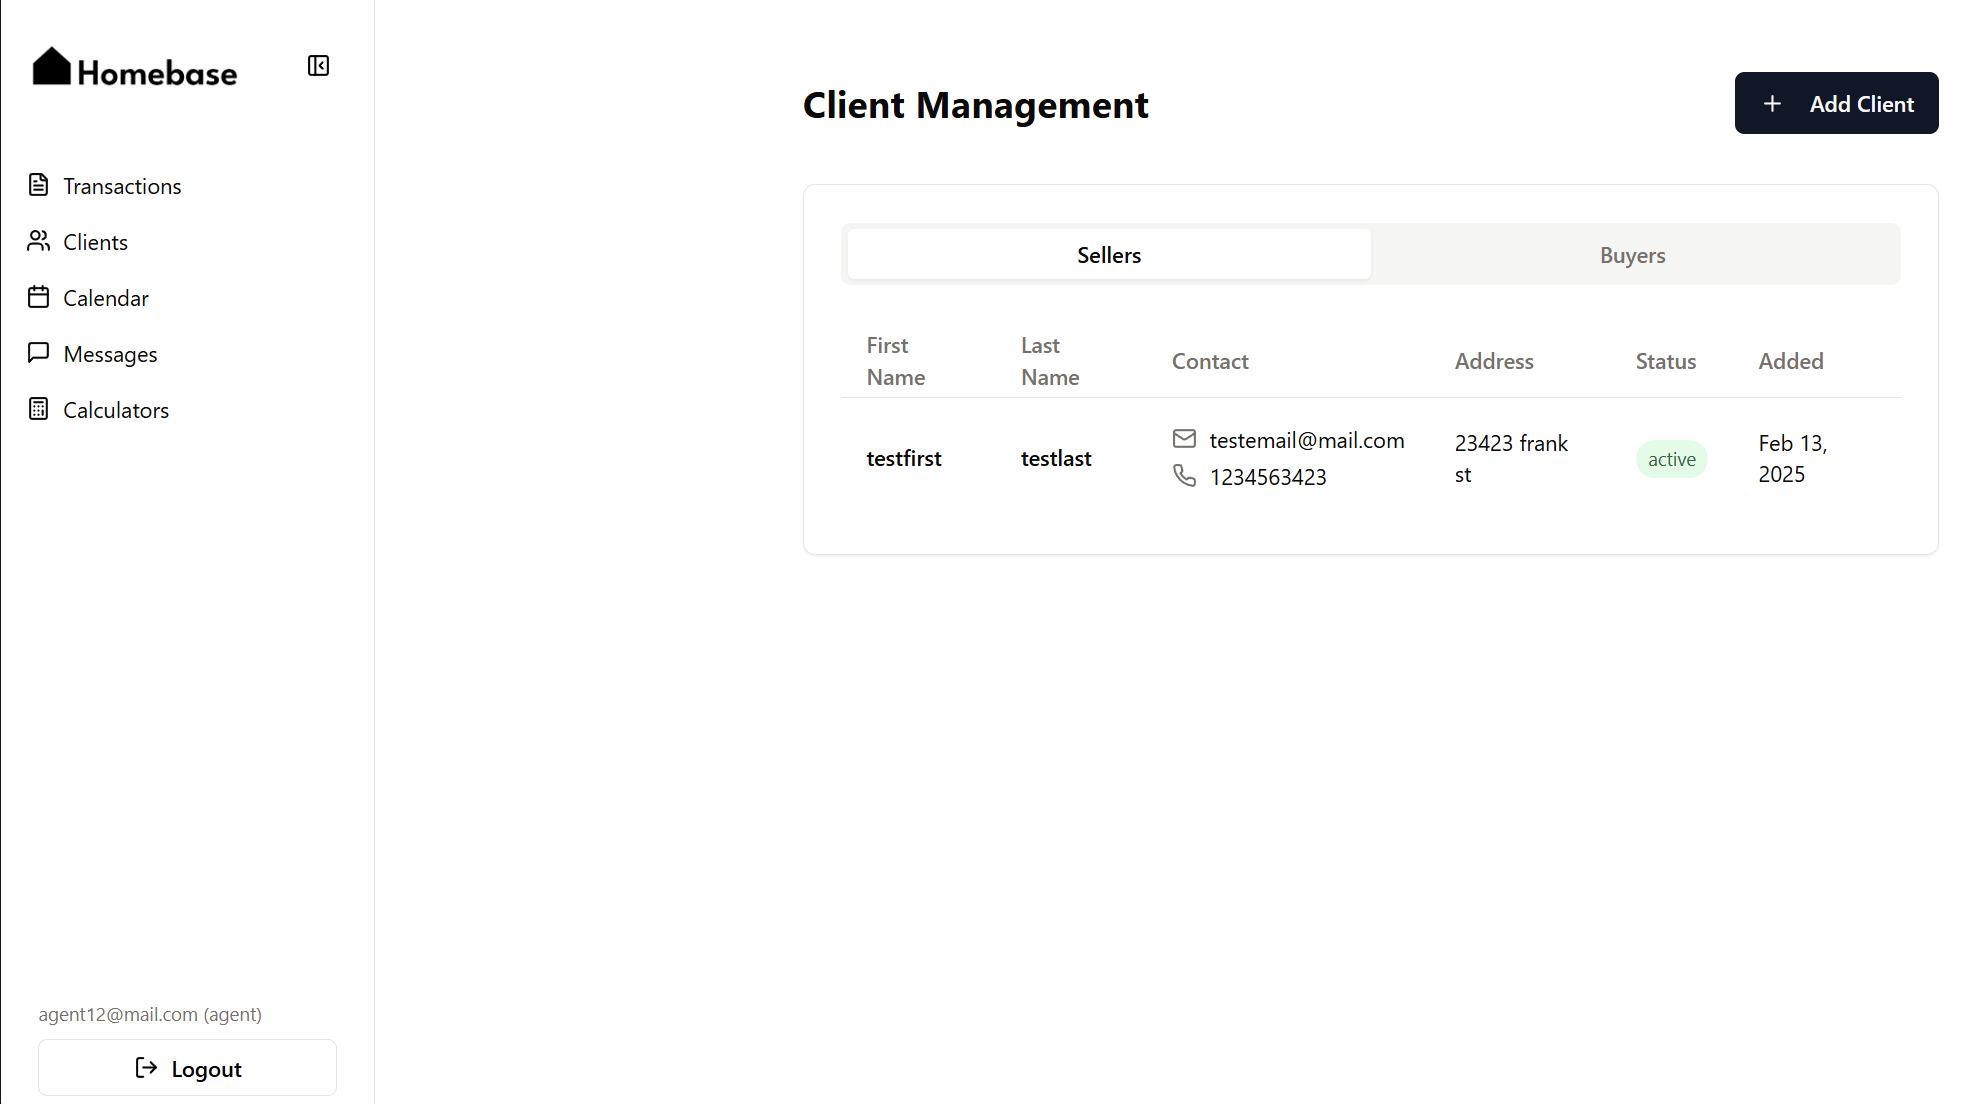 Homebase
Transactions
Clients
Calendar
Messages
Calculators
agent12@mail.com (agent)
Logout
Client Management
Add Client
Sellers
Buyers
First Name
Last Name
Contact
Address
Status
Added
testfirst
testlast
testemail@mail.com
1234563423
23423 frank
st
active
Feb 13,
2025